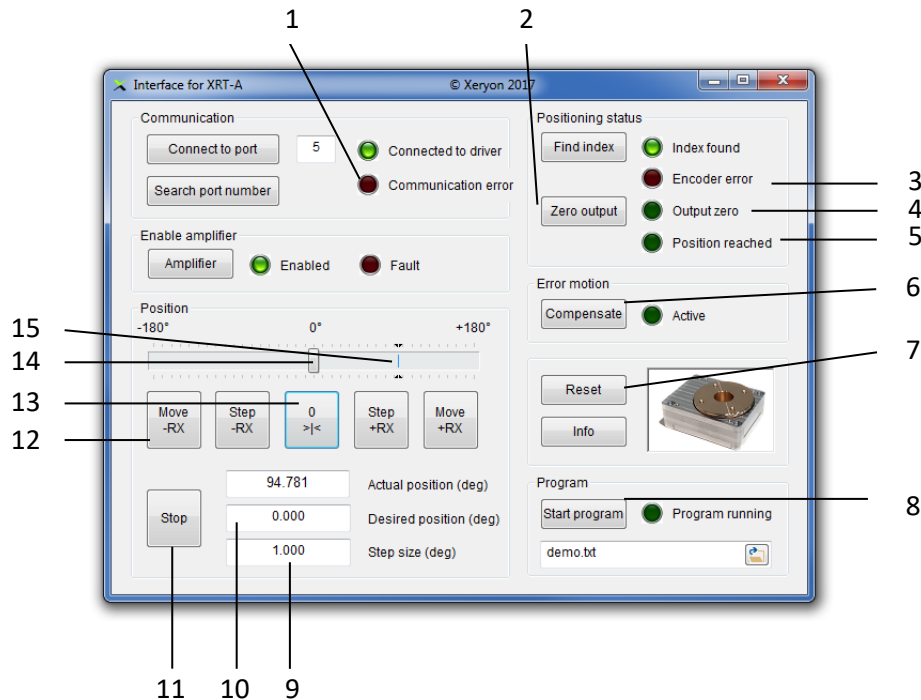 1
2
Interface for XRT-A
© Xeryon 2017
Communication
Connect to port
5
Connected to driver
Search port number
Communication error
Enable amplifier
Amplifier
Enabled
Fault
Position
-180°
0°
+180°
15
14
13
12
Move
-RX
Step
-RX
0
>|<
Step
+RX
Move
+RX
Stop
94.781
Actual position (deg)
0.000
Desired position (deg)
1.000
Step size (deg)
Positioning status
Find index
Index found
Encoder error
3
Zero output
Output zero
4
Position reached
5
Error motion
6
Compensate
Active
7
Reset
Info
Program
Start program
Program running
8
demo.txt
11
10
9